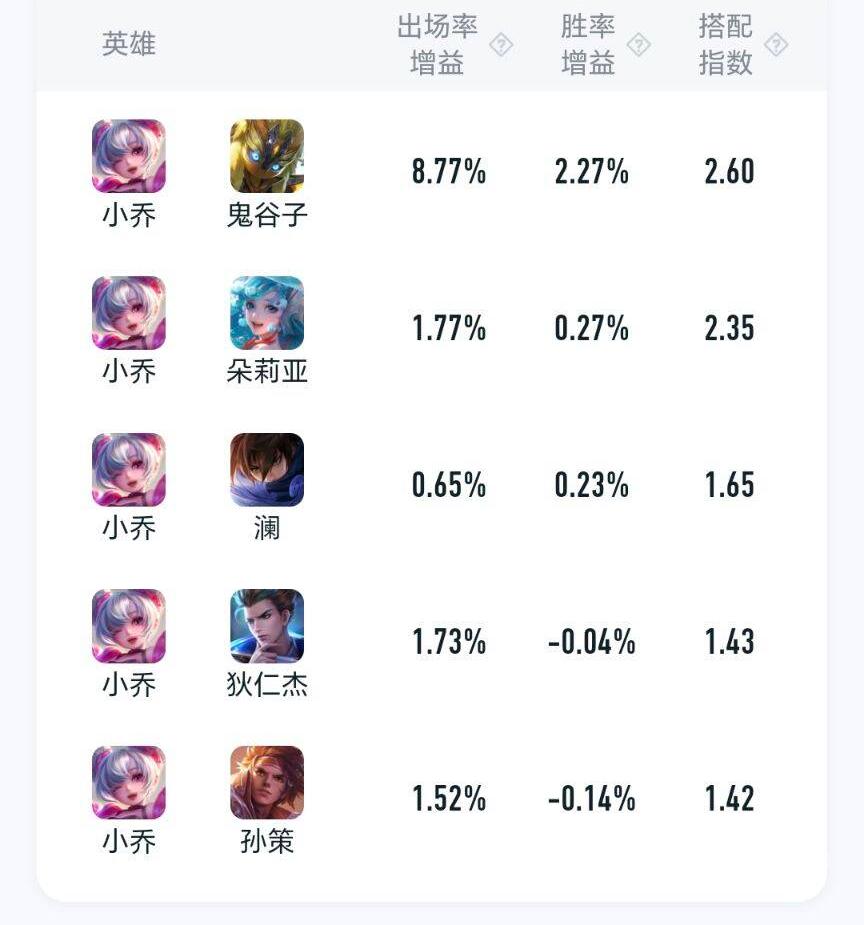 英雄
出场率
增益
胜率
增益
搭配
指数
小乔 鬼谷子 8.77% 2.27% 2.60
小乔 朵莉亚 1.77% 0.27% 2.35
小乔 澜 0.65% 0.23% 1.65
小乔 狄仁杰 1.73% -0.04% 1.43
小乔 孙策 1.52% -0.14% 1.42